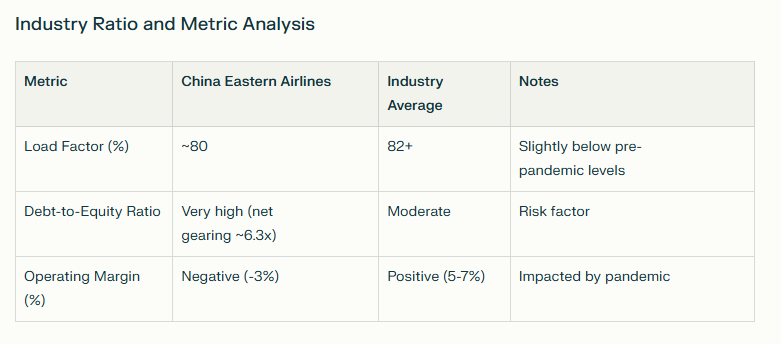 Industry Ratio and Metric Analysis
Metric China Eastern Airlines Industry Average Notes
Load Factor (%) ~80 82+ Slightly below pre-pandemic levels
Debt-to-Equity Ratio Very high (net gearing ~6.3x) Moderate Risk factor
Operating Margin (%) Negative (-3%) Positive (5-7%) Impacted by pandemic